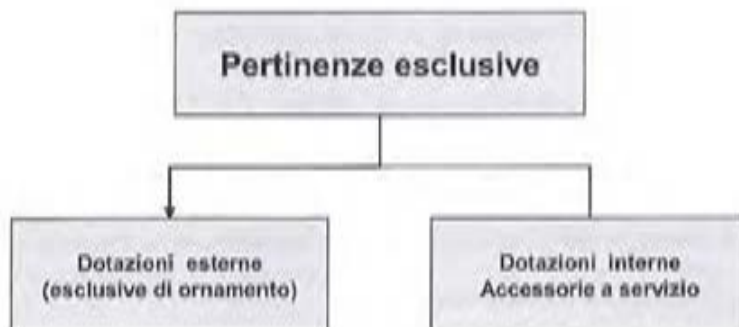 Pertinenze esclusive
Dotazioni esterne
(esclusive di ornamento)
Dotazioni interne
Accessorie a servizio